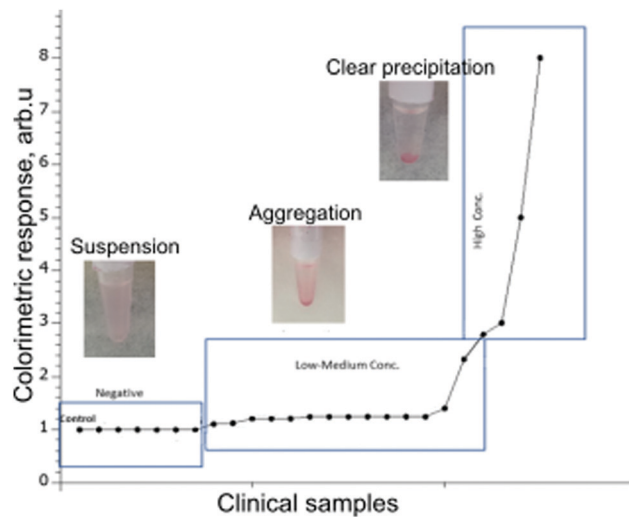 Colorimetric response, arb.u
8
7
6
5
4
3
2
1
0
Clear precipitation
High Conc.
Aggregation
Suspension
Low-Medium Conc.
Negative
Control
Clinical samples